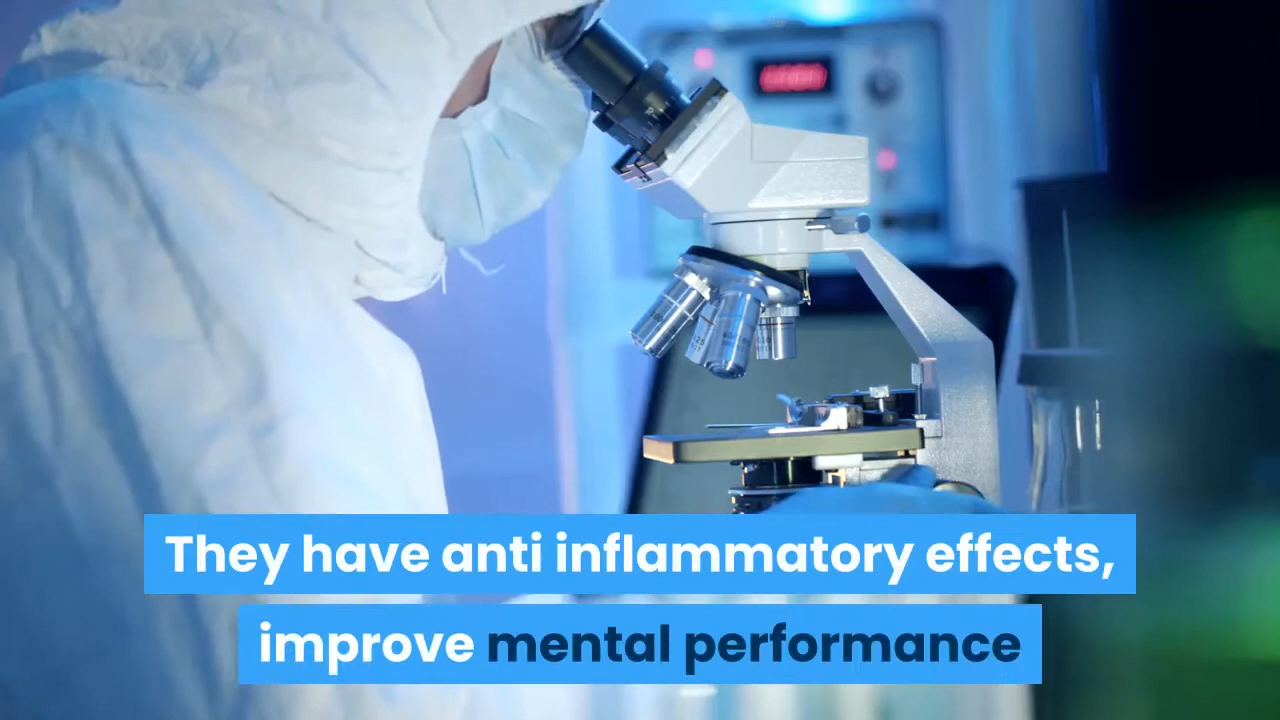 They have anti inflammatory effects,
improve mental performance